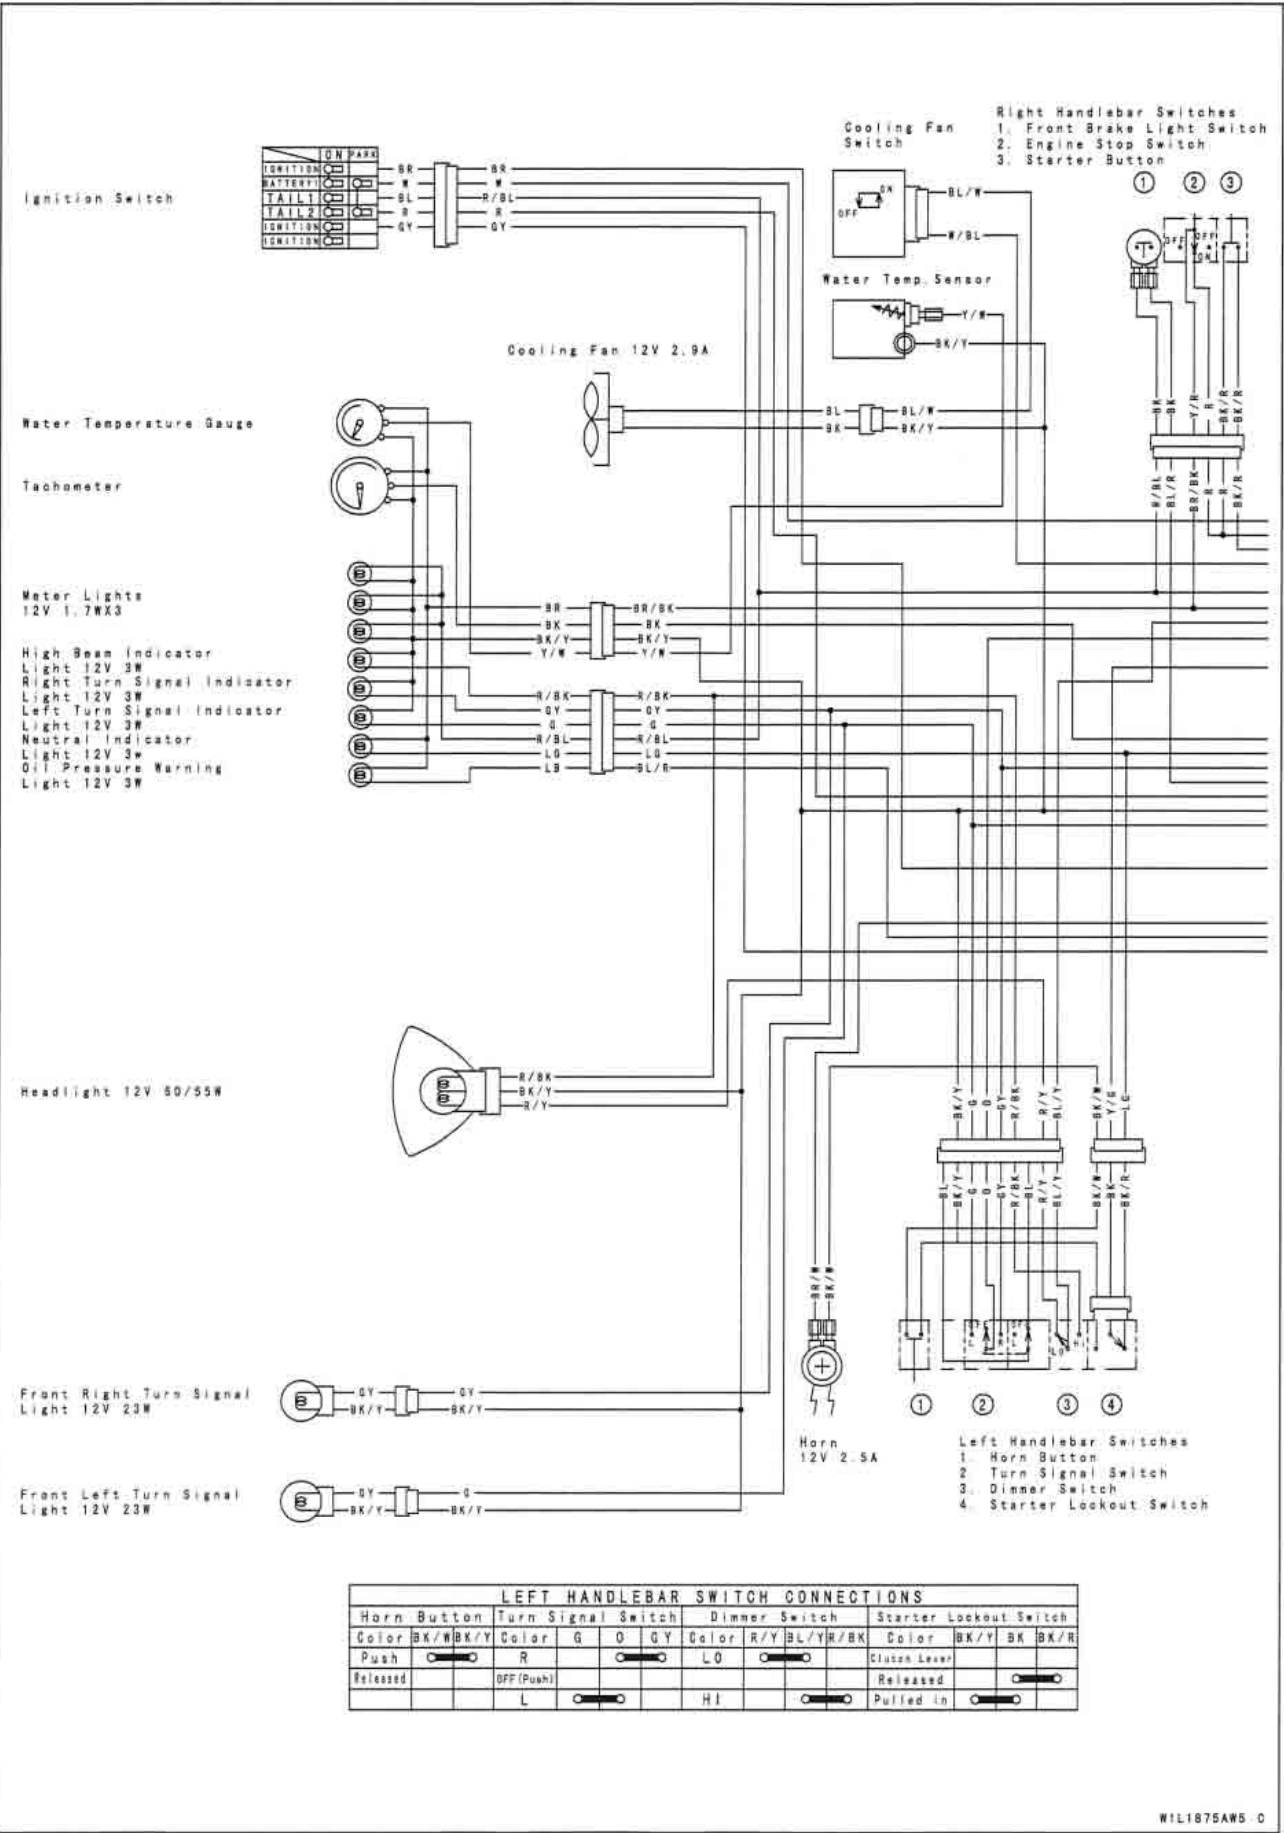 Right Handlebar Switches
1. Front Brake Light Switch
2. Engine Stop Switch
3. Starter Button
① ② ③
Cooling Fan
Switch
ON
OFF
BL/W
W/BL
Ignition Switch
ON PARK
IGNITION
BATTERY
TAIL1
TAIL2
IGNITION
IGNITION
BR BR
W W
BL R/BL
R R
GY GY
OFF OFF
ON
Water Temp. Sensor
Y/W
BK/Y
Cooling Fan 12V 2.9A
BL BL/W
BK BK/Y
BK BK Y/R R BK/R BK/R
R/BL BL/R BR/BK R R BK/R
Water Temperature Gauge
Tachometer
Meter Lights
12V 1.7WX3
High Beam Indicator
Light 12V 3W
Right Turn Signal Indicator
Light 12V 3W
Left Turn Signal Indicator
Light 12V 3W
Neutral Indicator
Light 12V 3w
Oil Pressure Warning
Light 12V 3W
BR BR/BK
BK BK
BK/Y BK/Y
Y/W Y/W
R/BK R/BK
GY GY
G G
R/BL R/BL
LG LG
LB BL/R
Headlight 12V 60/55W
R/BK
BK/Y
R/Y
BK/Y G O GY R/BK R/Y BL/Y BK/W Y/G LG
BL BK/Y G O GY R/BK BL R/Y BL/Y BK/W BK BK/R
BR/W BK/W
OFF OFF
L R L LO HI
① ② ③ ④
Front Right Turn Signal
Light 12V 23W
GY GY
BK/Y BK/Y
Horn
12V 2.5A
Left Handlebar Switches
1. Horn Button
2 Turn Signal Switch
3. Dimmer Switch
4. Starter Lockout Switch
Front Left Turn Signal
Light 12V 23W
GY G
BK/Y BK/Y
LEFT HANDLEBAR SWITCH CONNECTIONS
Horn Button Turn Signal Switch Dimmer Switch Starter Lockout Switch
Color BK/W BK/Y Color G O GY Color R/Y BL/Y R/BK Color BK/Y BK BK/R
Push R LO Clutch Lever
Released OFF(Push) Released
L HI Pulled in
W1L1875AW5 C